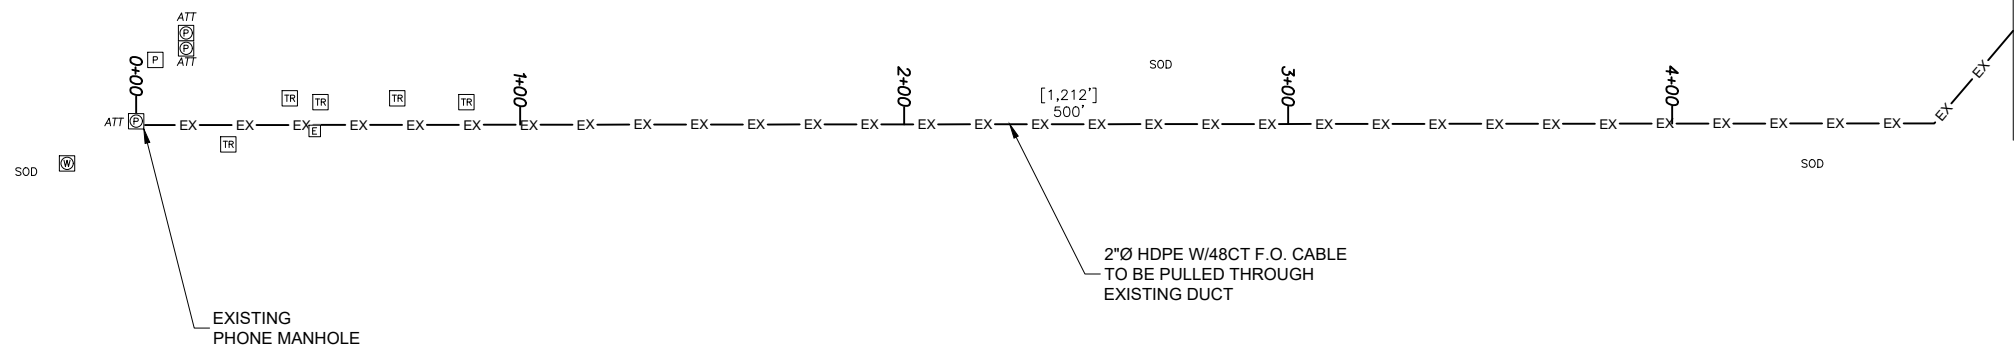 ATT
P
P
ATT
P
0+00
1+00
2+00
3+00
4+00
SOD
[1,212']
500'
TR
TR
TR
TR
ATT
P
EX EX EX EX EX EX EX EX EX EX EX EX EX EX EX EX EX EX EX EX EX EX EX EX EX EX EX EX EX EX EX EX EX
E
TR
SOD
W
SOD
2"Ø HDPE W/48CT F.O. CABLE
TO BE PULLED THROUGH
EXISTING DUCT
EXISTING
PHONE MANHOLE